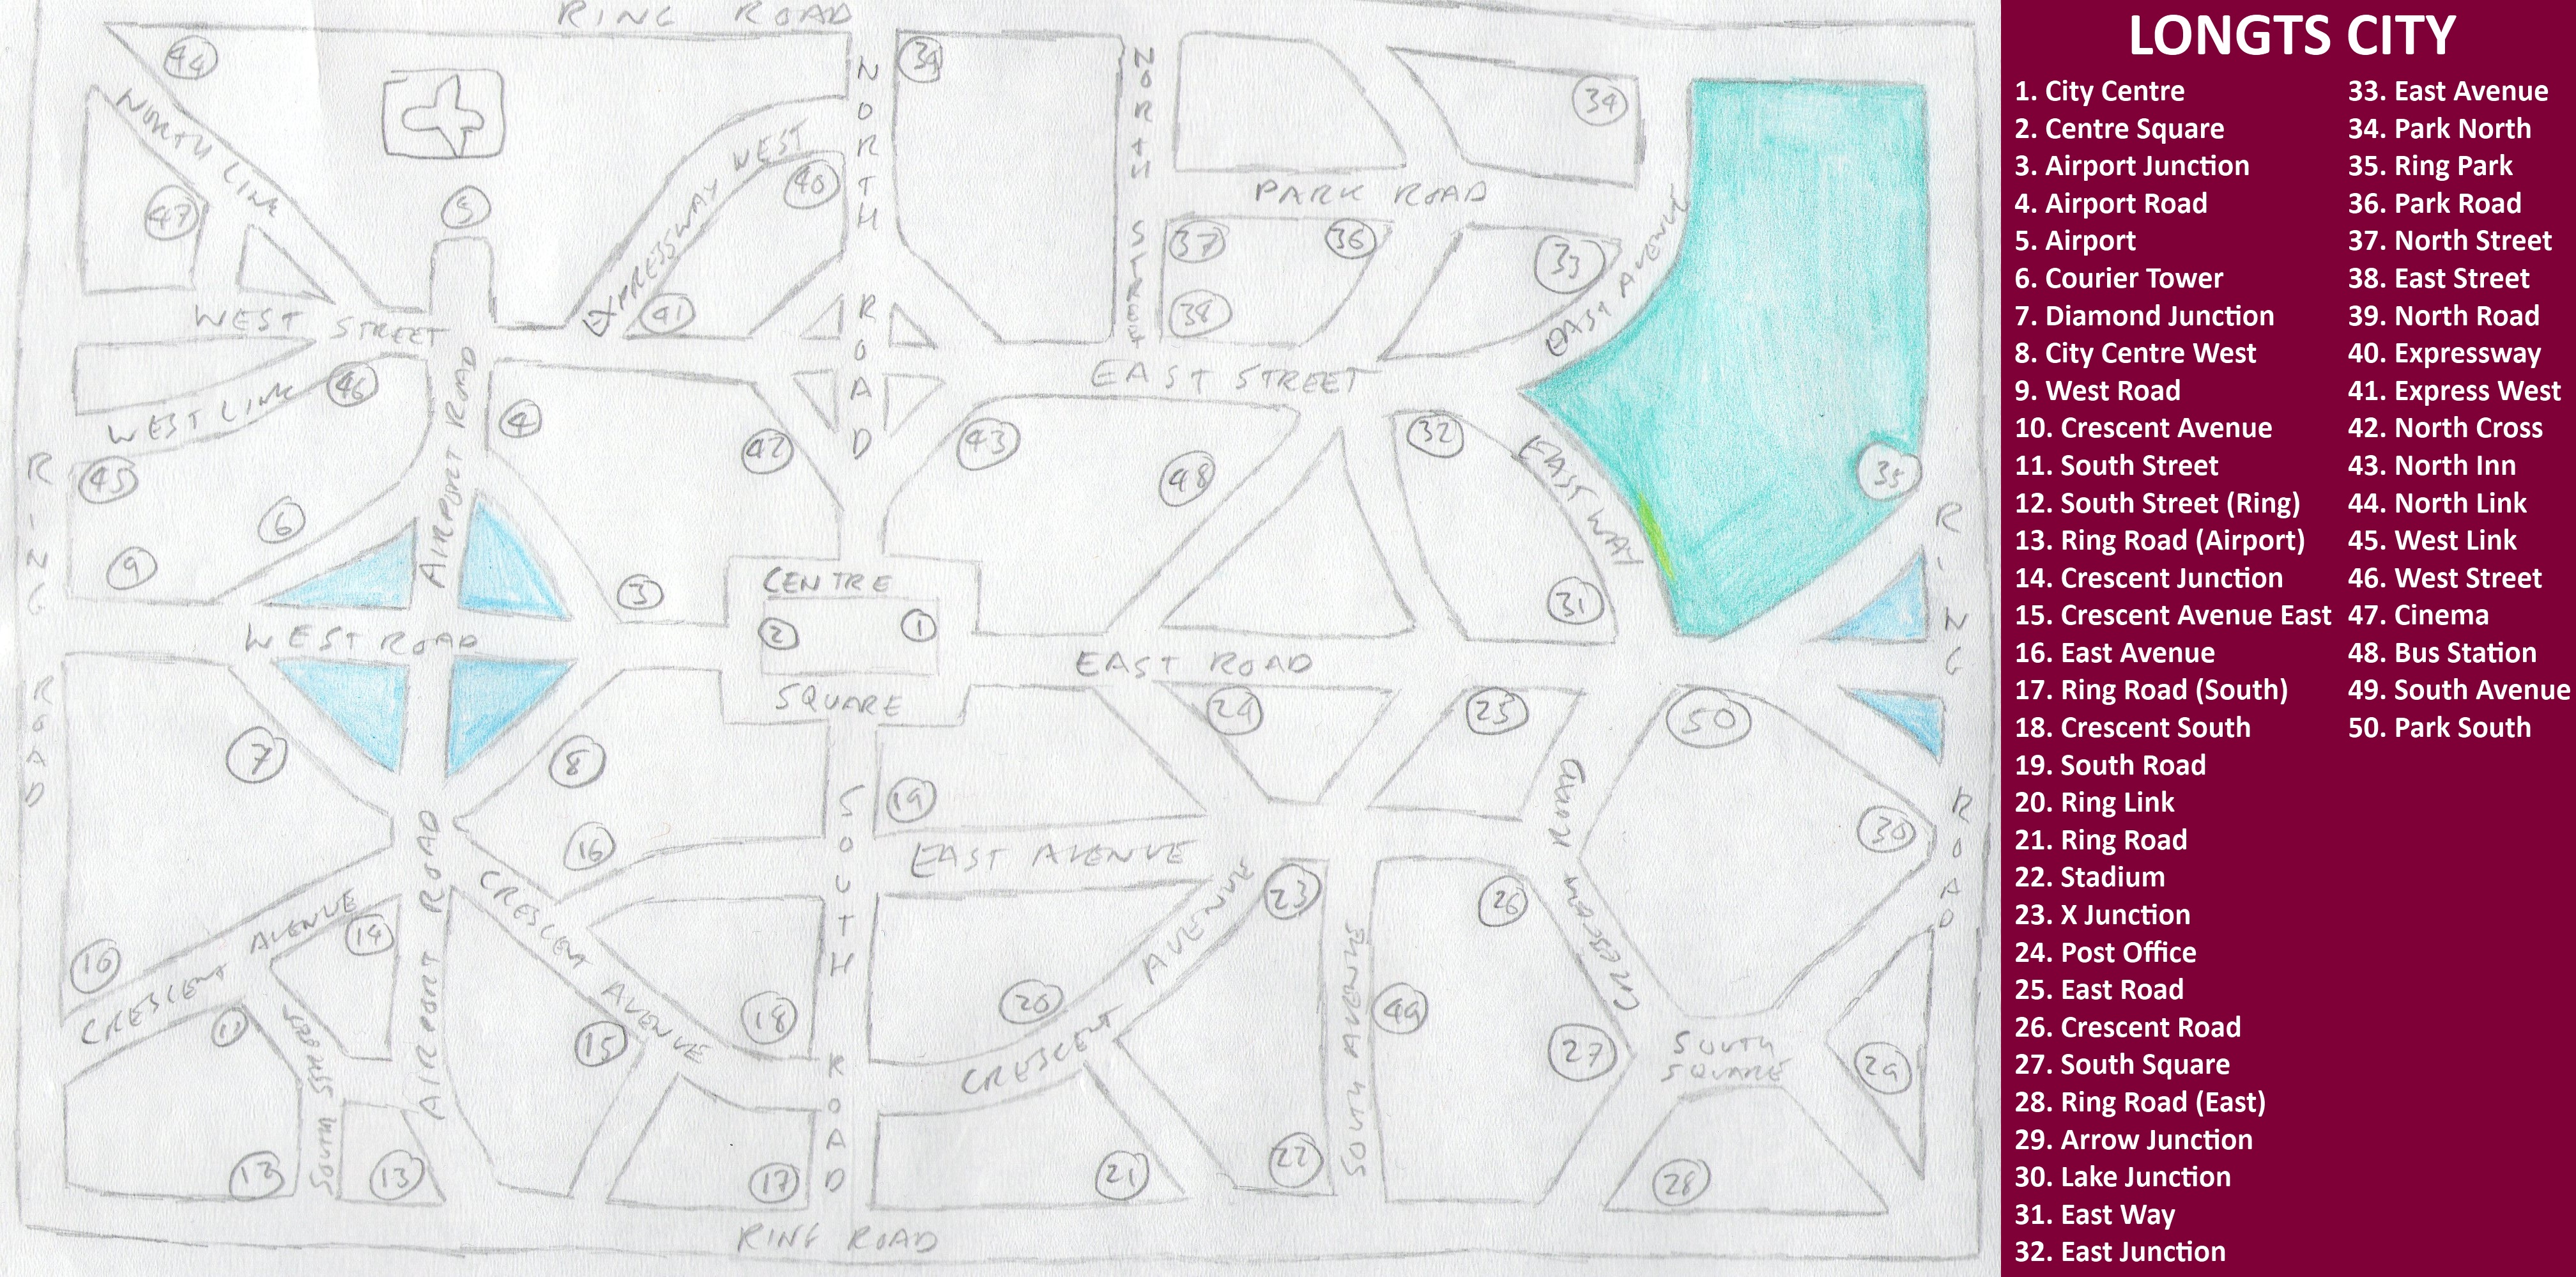 RING ROAD
LONGTS CITY
1. City Centre
2. Centre Square
3. Airport Junction
4. Airport Road
5. Airport
6. Courier Tower
7. Diamond Junction
8. City Centre West
9. West Road
10. Crescent Avenue
11. South Street
12. South Street (Ring)
13. Ring Road (Airport)
14. Crescent Junction
15. Crescent Avenue East
16. East Avenue
17. Ring Road (South)
18. Crescent South
19. South Road
20. Ring Link
21. Ring Road
22. Stadium
23. X Junction
24. Post Office
25. East Road
26. Crescent Road
27. South Square
28. Ring Road (East)
29. Arrow Junction
30. Lake Junction
31. East Way
32. East Junction
33. East Avenue
34. Park North
35. Ring Park
36. Park Road
37. North Street
38. East Street
39. North Road
40. Expressway
41. Express West
42. North Cross
43. North Inn
44. North Link
45. West Link
46. West Street
47. Cinema
48. Bus Station
49. South Avenue
50. Park South
44
39
34
NORTH LINK
NORTH ROAD
NORTH STREET
EXPRESSWAY WEST
40
47
5
PARK ROAD
37
36
33
EAST AVENUE
41
38
WEST STREET
EAST STREET
46
WEST LINK
4
AIRPORT ROAD
42
43
48
32
45
35
RING ROAD
RING ROAD
6
9
3
EAST WAY
31
CENTRE
2
1
SQUARE
WEST ROAD
EAST ROAD
24
25
50
7
8
SOUTH ROAD
19
16
EAST AVENUE
CRESCENT ROAD
30
AIRPORT ROAD
CRESCENT AVENUE
23
26
10
14
CRESCENT AVENUE
11
SOUTH STREET
15
18
20
CRESCENT AVENUE
SOUTH AVENUE
49
27
SOUTH
SQUARE
29
12
13
17
21
22
28
RING ROAD